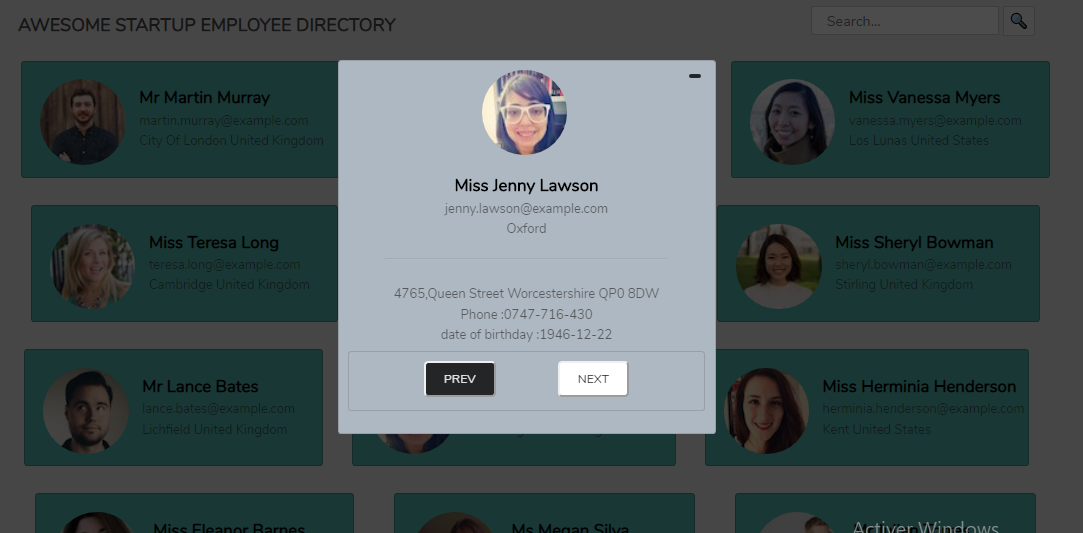 AWESOME STARTUP EMPLOYEE DIRECTORY
Search...
Mr Martin Murray
martin.murray@example.com
City Of London United Kingdom
Miss Vanessa Myers
vanessa.myers@example.com
Los Lunas United States
Miss Jenny Lawson
jenny.lawson@example.com
Oxford
4765,Queen Street Worcestershire QP0 8DW
Phone :0747-716-430
date of birthday :1946-12-22
PREV
NEXT
Miss Teresa Long
teresa.long@example.com
Cambridge United Kingdom
Miss Sheryl Bowman
sheryl.bowman@example.com
Stirling United Kingdom
Mr Lance Bates
lance.bates@example.com
Lichfield United Kingdom
Miss Herminia Henderson
herminia.henderson@example.com
Kent United States
Miss Eleanor Barnes
Ms Megan Silva
Activer Windows